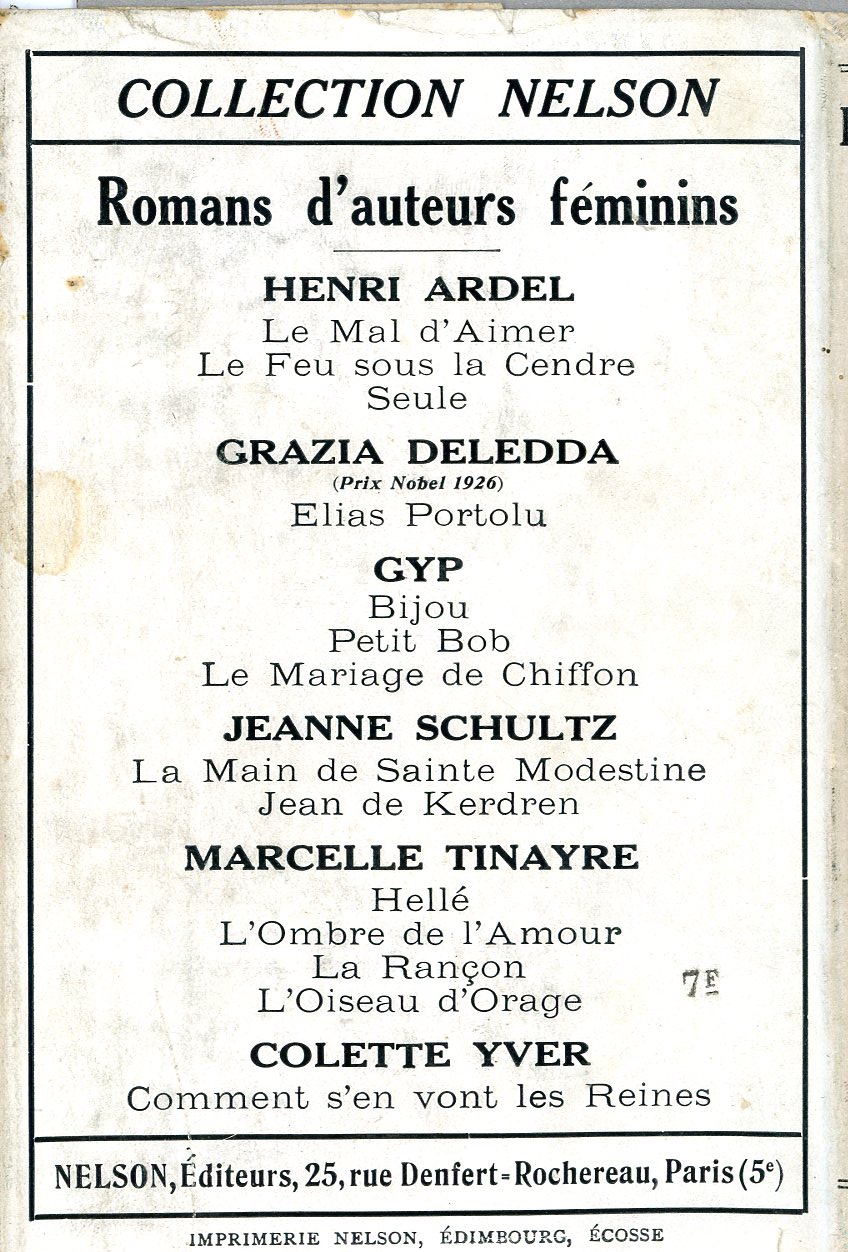 COLLECTION NELSON
Romans d'auteurs féminins
HENRI ARDEL
Le Mal d'Aimer
Le Feu sous la Cendre
Seule
GRAZIA DELEDDA
(Prix Nobel 1926)
Elias Portolu
GYP
Bijou
Petit Bob
Le Mariage de Chiffon
JEANNE SCHULTZ
La Main de Sainte Modestine
Jean de Kerdren
MARCELLE TINAYRE
Hellé
L'Ombre de l'Amour
La Rançon
L'Oiseau d'Orage
7F
COLETTE YVER
Comment s'en vont les Reines
NELSON, Éditeurs, 25, rue Denfert=Rochereau, Paris (5e)
IMPRIMERIE NELSON, ÉDIMBOURG, ÉCOSSE